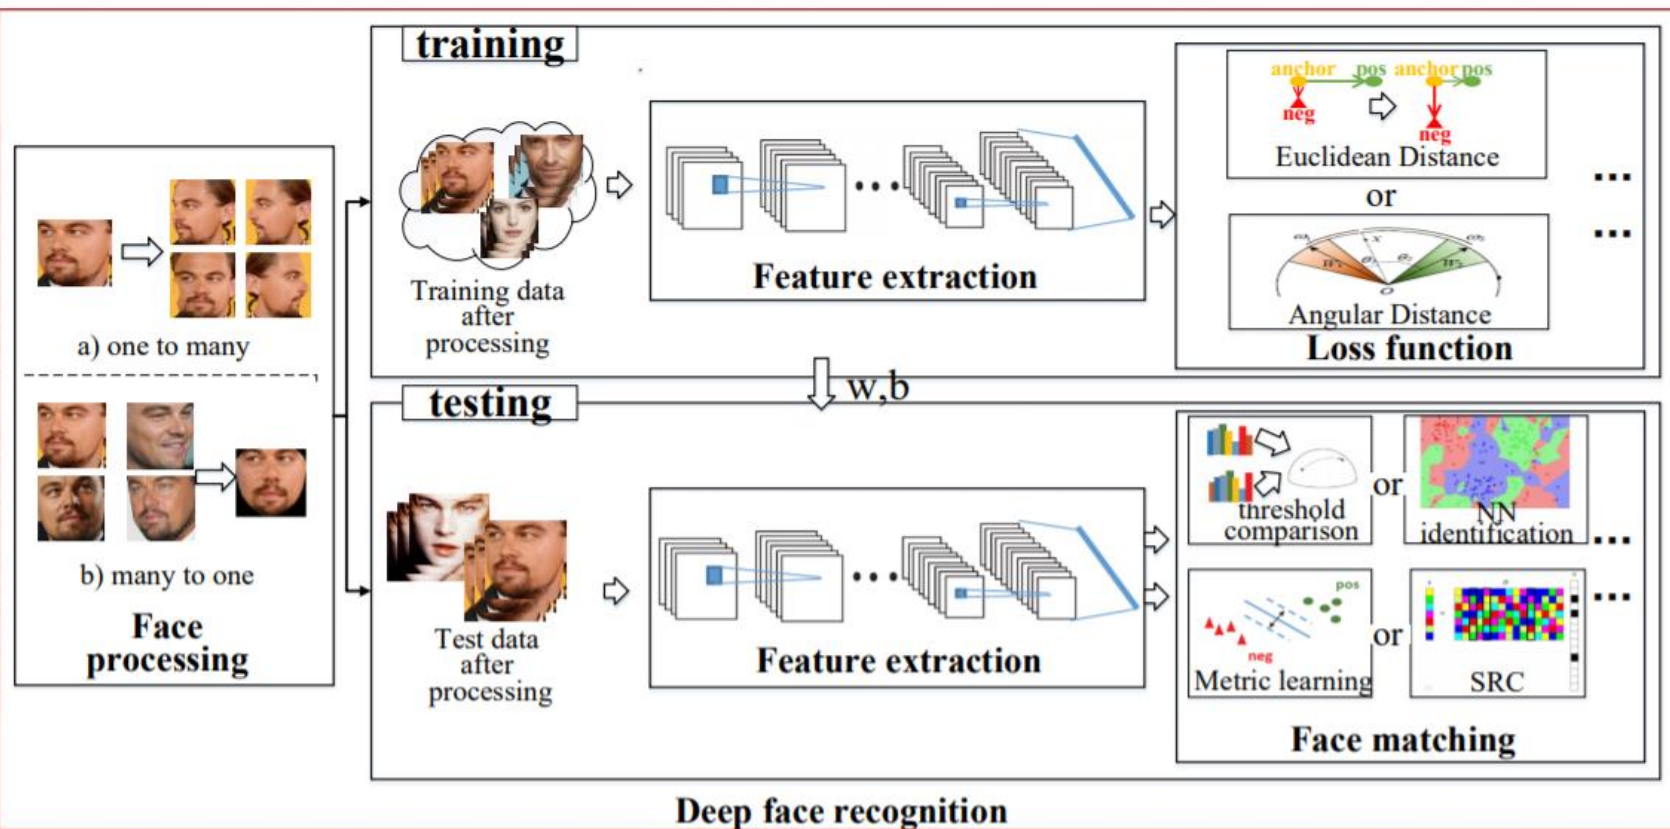 training
anchor pos anchor pos
neg
neg
Euclidean Distance
or
...
...
Feature extraction
Training data
after
processing
a) one to many
Angular Distance
Loss function
w,b
testing
b) many to one
Face
processing
threshold
comparison
or
NN
identification
...
...
Test data
after
processing
Feature extraction
pos
neg
Metric learning
or
SRC
Face matching
Deep face recognition